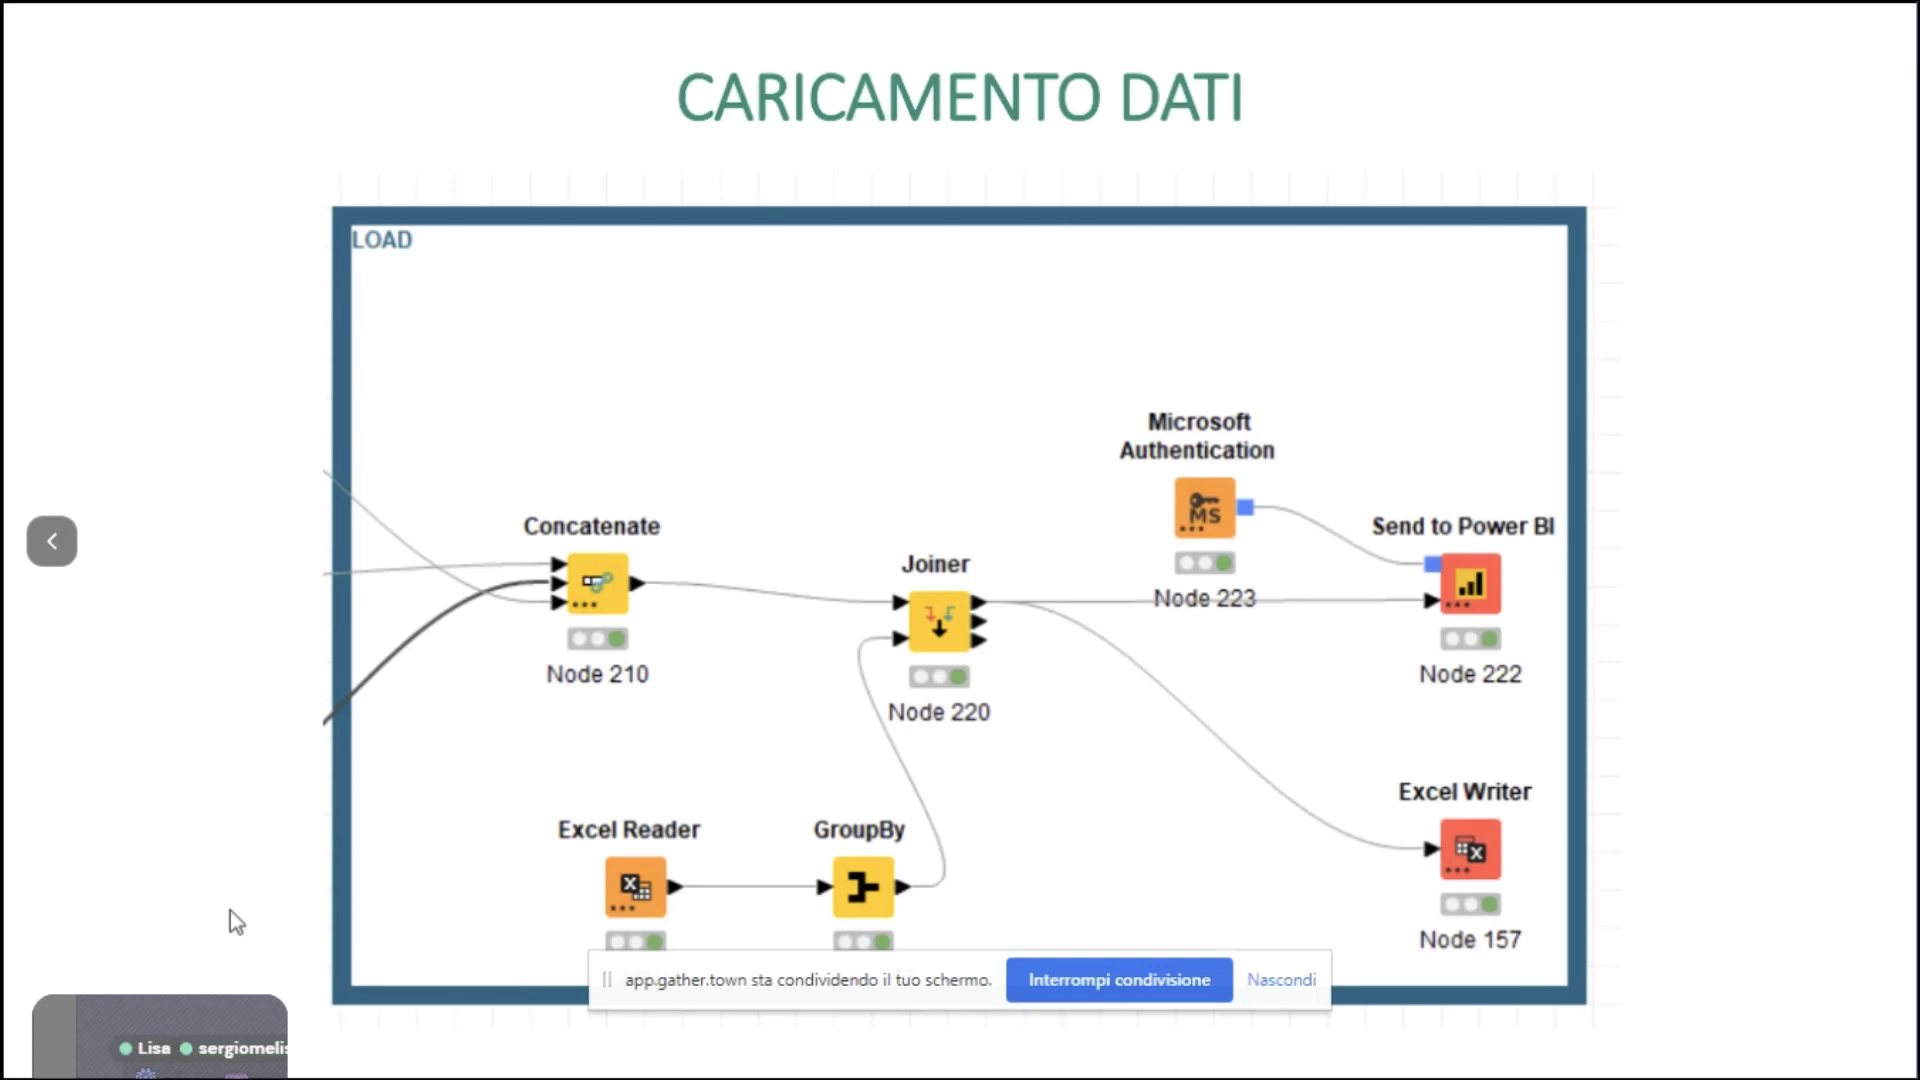 CARICAMENTO DATI
LOAD
Microsoft
Authentication
MS
Node 223
Concatenate
Node 210
Joiner
Node 220
Send to Power BI
Node 222
Excel Reader
X
GroupBy
Excel Writer
X
Node 157
app.gather.town sta condividendo il tuo schermo.
Interrompi condivisione
Nascondi
Lisa
sergiomelis